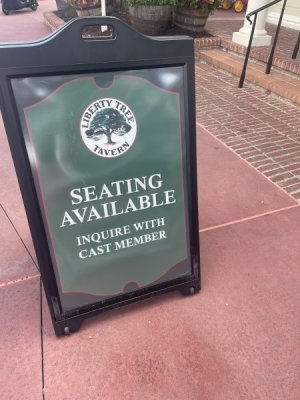 LIBERTY TREE
TAVERN
SEATING
AVAILABLE
INQUIRE WITH
CAST MEMBER